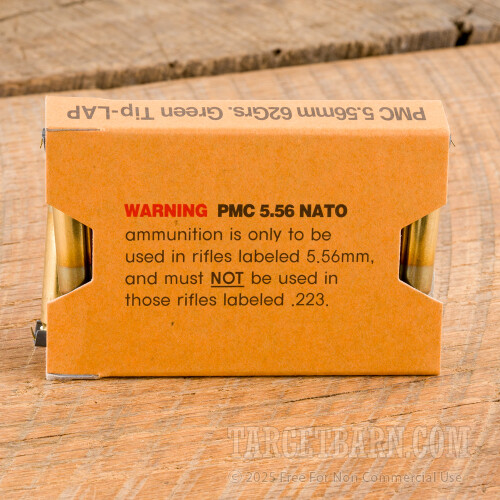 PMC 5.56mm 62Grs. Green Tip-LAP
WARNING PMC 5.56 NATO
ammunition is only to be
used in rifles labeled 5.56mm,
and must NOT be used in
those rifles labeled .223.
TARGETBARN.COM
© 2025 Free For Non-Commercial Use